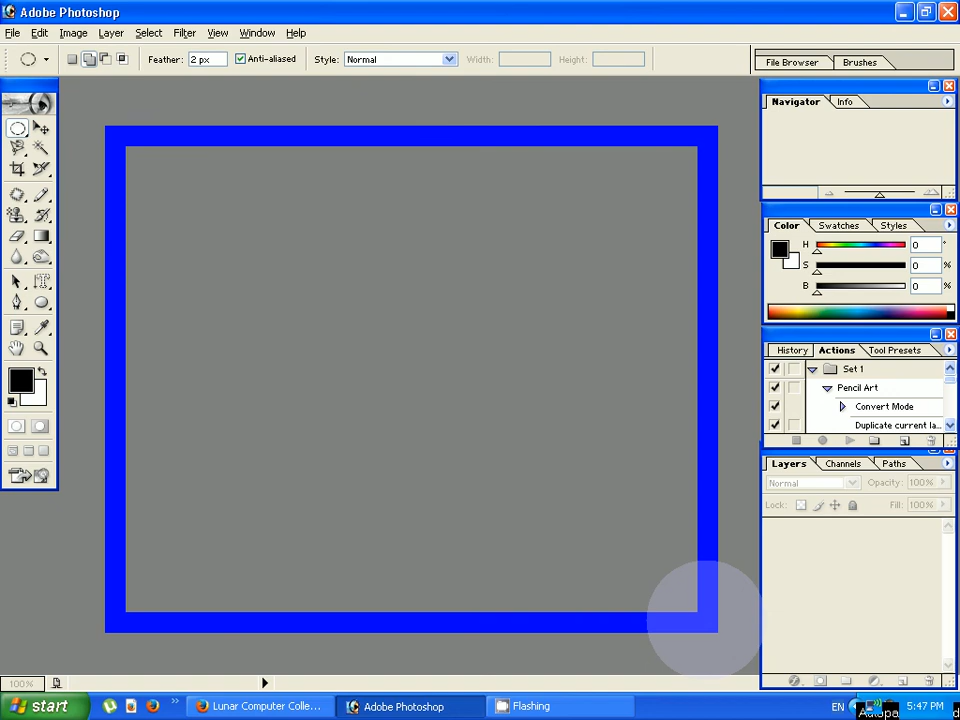 Adobe Photoshop
File Edit Image Layer Select Filter View Window Help
Feather: 2 px Anti-aliased Style: Normal Width: Height: File Browser Brushes
Navigator Info
Color Swatches Styles
H 0 °
S 0 %
B 0 %
History Actions Tool Presets
Set 1
Pencil Art
Convert Mode
Duplicate current la...
Layers Channels Paths
Normal Opacity: 100%
Lock: Fill: 100%
100%
start Lunar Computer Colle... Adobe Photoshop Flashing EN 5:47 PM